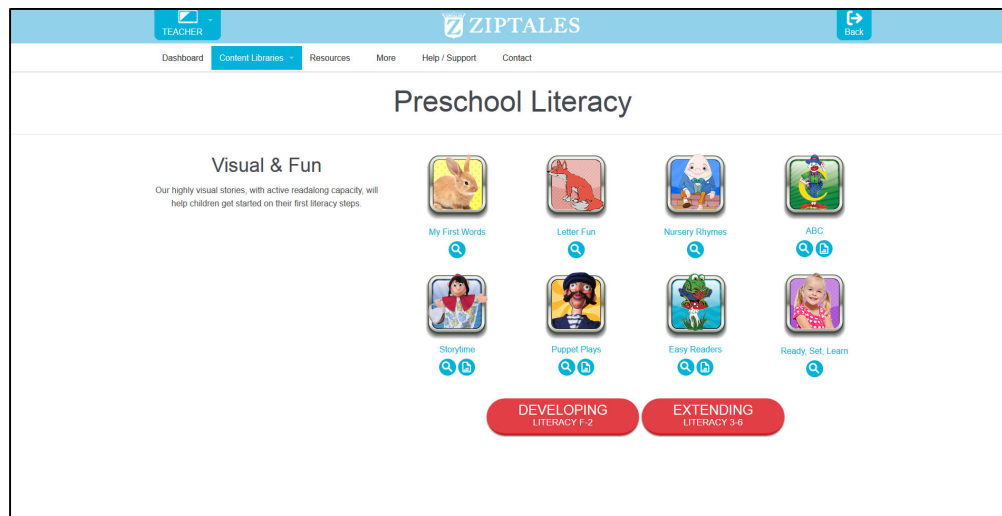 TEACHER
ZIPTALES
Back
Dashboard
Content Libraries
Resources
More
Help / Support
Contact
Preschool Literacy
Visual & Fun
Our highly visual stories, with active readalong capacity, will
help children get started on their first literacy steps.
My First Words
Letter Fun
Nursery Rhymes
ABC
Storytime
Puppet Plays
Easy Readers
Ready, Set, Learn
DEVELOPING
LITERACY F-2
EXTENDING
LITERACY 3-6